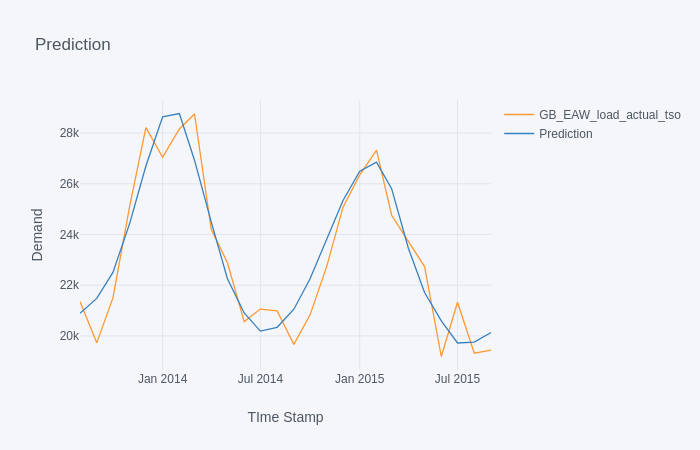 Prediction
GB_EAW_load_actual_tso
Prediction
28k
26k
24k
22k
20k
Demand
Jan 2014
Jul 2014
Jan 2015
Jul 2015
TIme Stamp